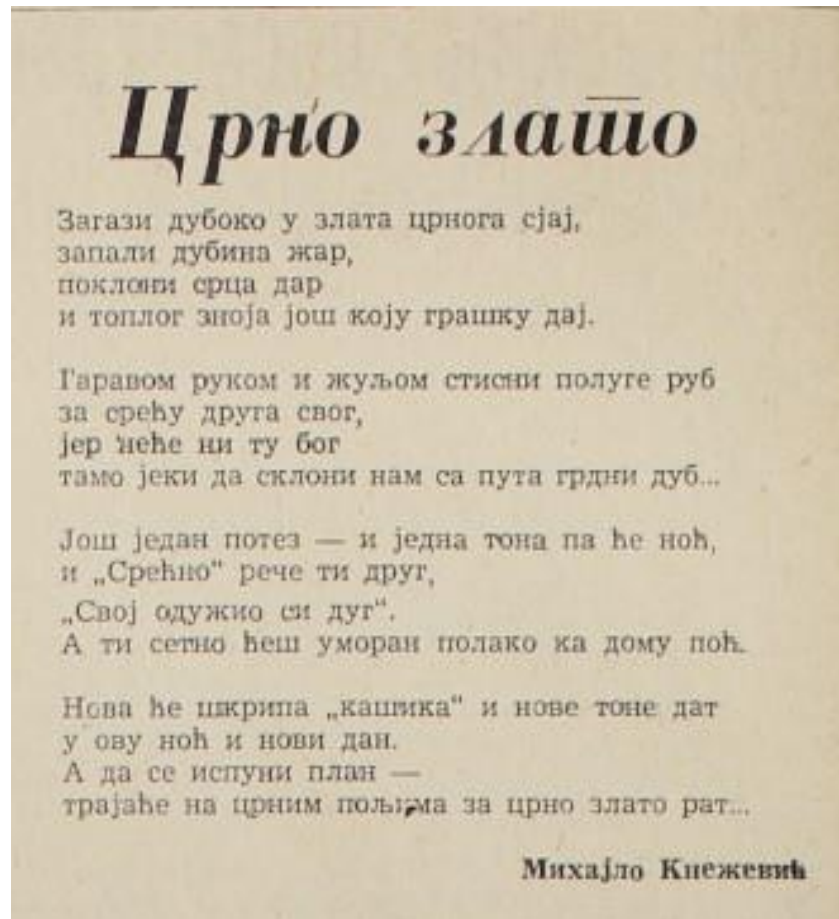 Црно злато
Загази дубоко у злата црнога сјај,
запали дубина жар,
поклони срца дар
и топлог зноја још коју грашку дај.
Гаравом руком и жуљом стисни полуге руб
за срећу друга свог,
јер неће ни ту бог
тамо јеки да склони нам са пута грдни дуб...
Још један потез — и једна тона па ће ноћ,
и „Срећно“ рече ти друг,
„Свој одужио си дуг“.
А ти сетно ћеш уморан полако ка дому поћ.
Нова ће шкрипа „кашика“ и нове тоне дат
у ову ноћ и нови дан.
А да се испуни план —
трајаће на црним пољима за црно злато рат...
Михајло Кнежевић